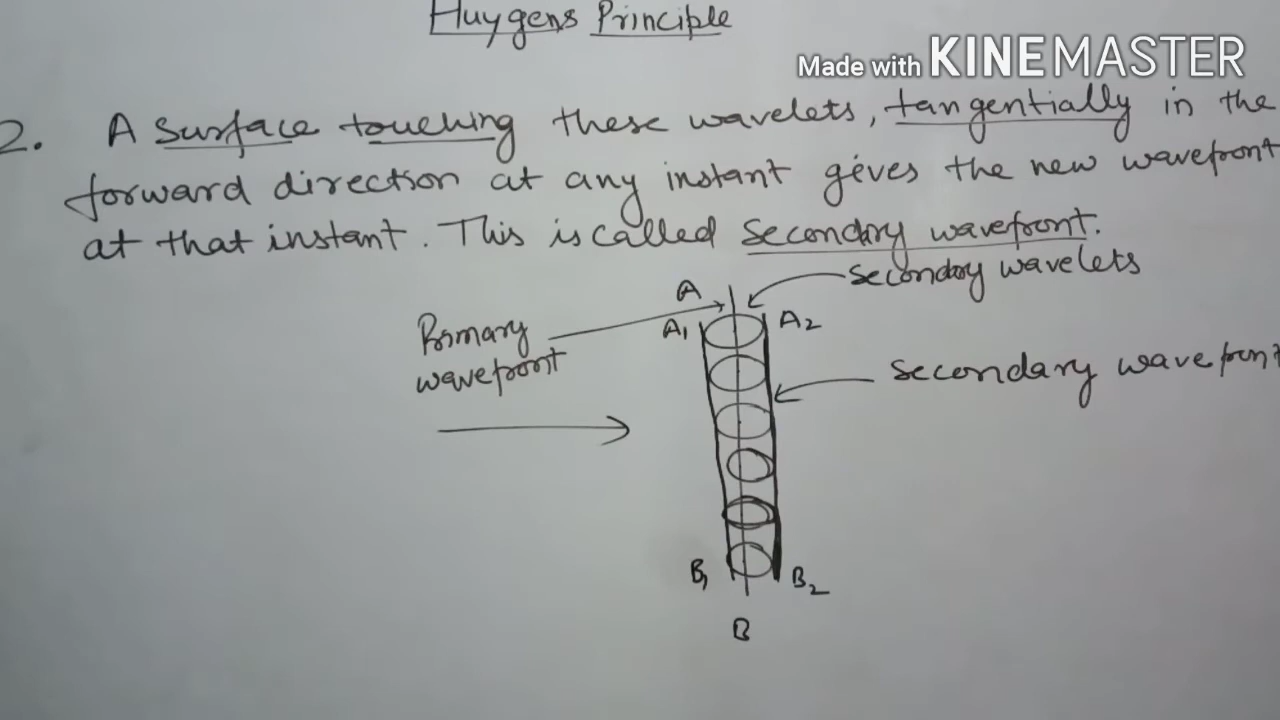 Huygens Principle
Made with KINEMASTER
2. A surface touching these wavelets, tangentially in the
forward direction at any instant gives the new wavefront
at that instant. This is called secondary wavefront.
secondary wavelets
A
A1
A2
Primary
wavefront
secondary wavefront
B1
B2
B